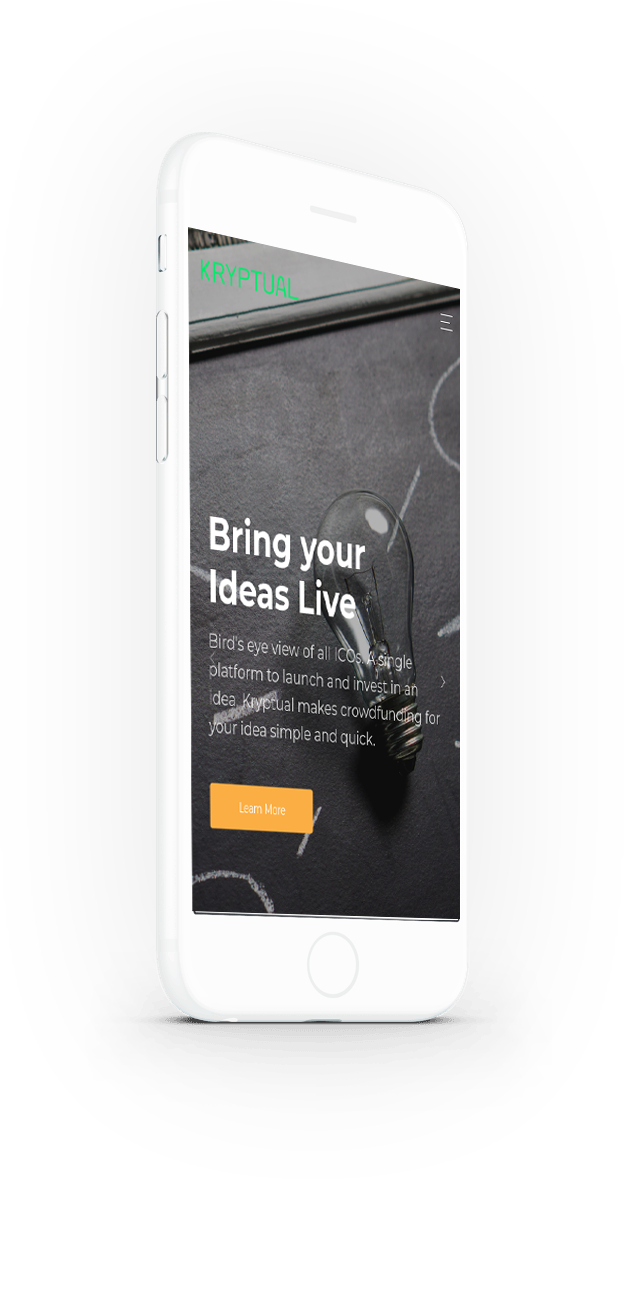 KRYPTUAL
Bring your
Ideas Live
Bird's eye view of all ICOs. A single
platform to launch and invest in an
idea. Kryptual makes crowdfunding for
your idea simple and quick.
Learn More